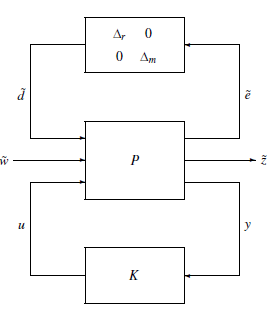 Δr 0
0 Δm
d̃ ẽ
w̃ P z̃
u y
K